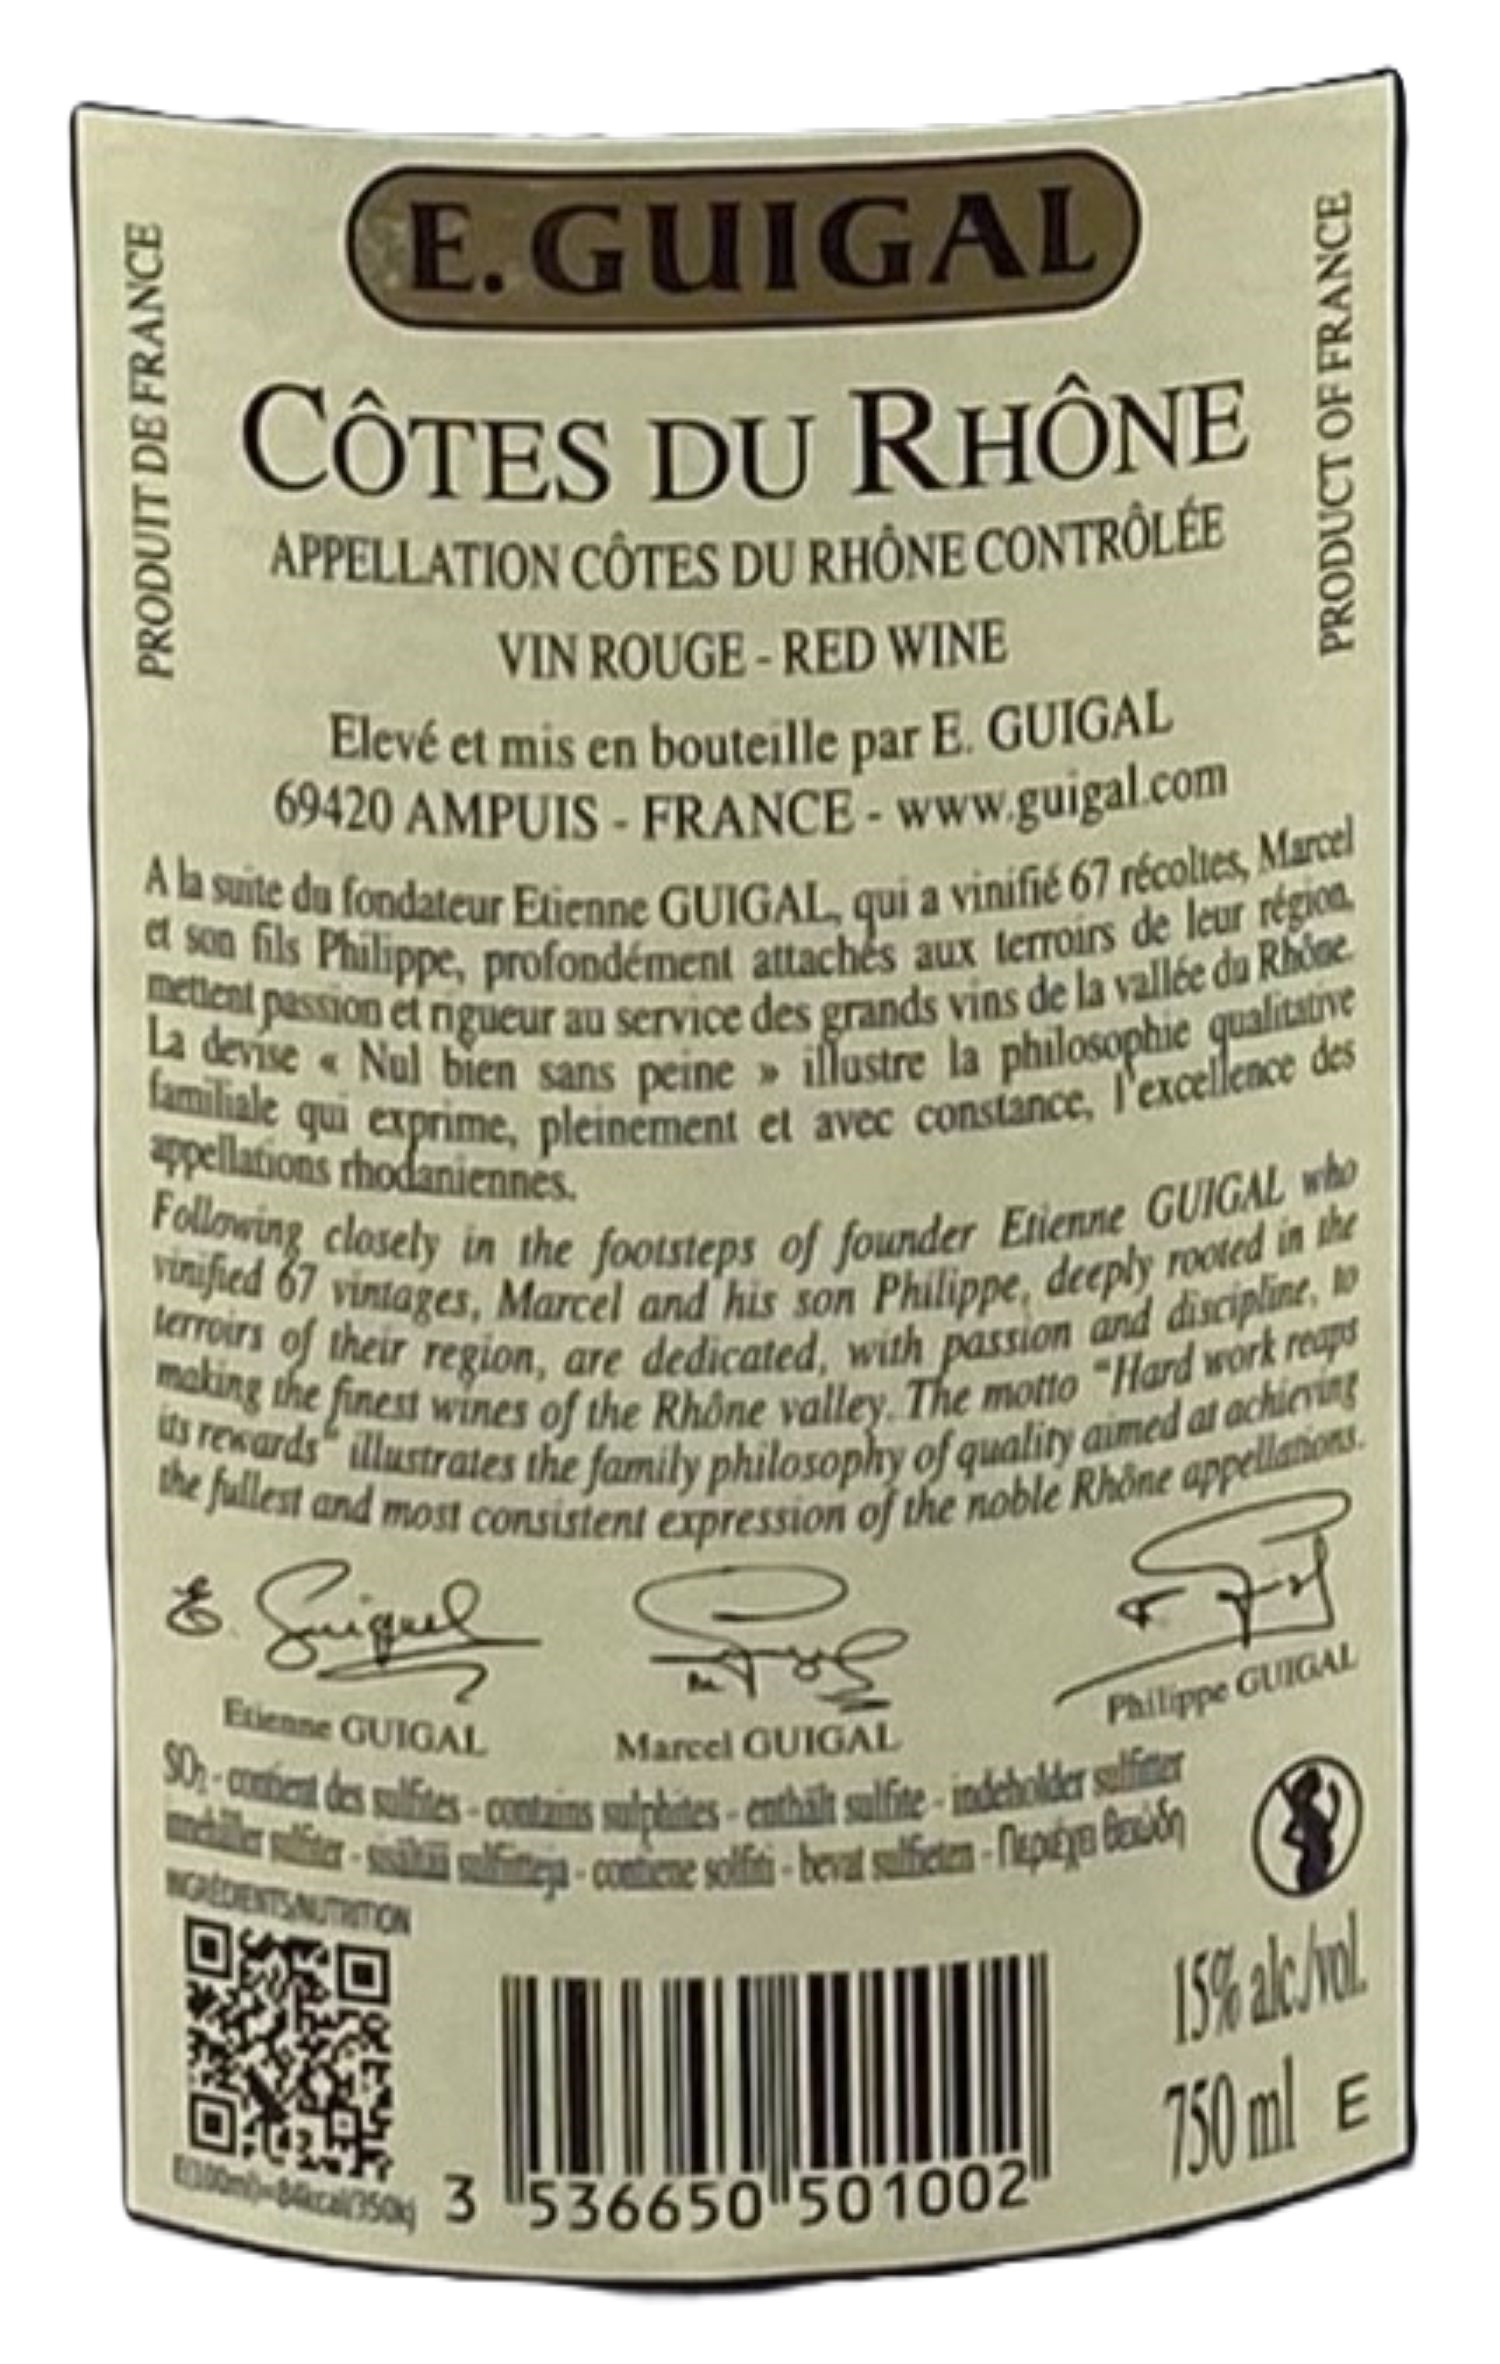 E. GUIGAL
PRODUIT DE FRANCE
PRODUCT OF FRANCE
CÔTES DU RHÔNE
APPELLATION CÔTES DU RHÔNE CONTRÔLÉE
VIN ROUGE - RED WINE
Elevé et mis en bouteille par E. GUIGAL
69420 AMPUIS - FRANCE - www.guigal.com
A la suite du fondateur Etienne GUIGAL, qui a vinifié 67 récoltes, Marcel
et son fils Philippe, profondément attachés aux terroirs de leur région,
mettent passion et rigueur au service des grands vins de la vallée du Rhône.
La devise « Nul bien sans peine » illustre la philosophie qualitative
familiale qui exprime, pleinement et avec constance, l'excellence des
appellations rhodaniennes.
Following closely in the footsteps of founder Etienne GUIGAL who
vinified 67 vintages, Marcel and his son Philippe, deeply rooted in the
terroirs of their region, are dedicated, with passion and discipline, to
making the finest wines of the Rhône valley. The motto "Hard work reaps
its rewards" illustrates the family philosophy of quality aimed at achieving
the fullest and most consistent expression of the noble Rhône appellations.
E. Guigal
Etienne GUIGAL
Marcel GUIGAL
Philippe GUIGAL
SO₂ - contient des sulfites - contains sulphites - enthält sulfite - indeholder sulfitter
innehåller sulfiter - sisältää sulfiitteja - contiene solfiti - bevat sulfieten - Περιέχει θειώδη
INGREDIENTS/NUTRITION
E(100ml)=84kcal/350kj
3 536650 501002
15% alc./vol.
750 ml E